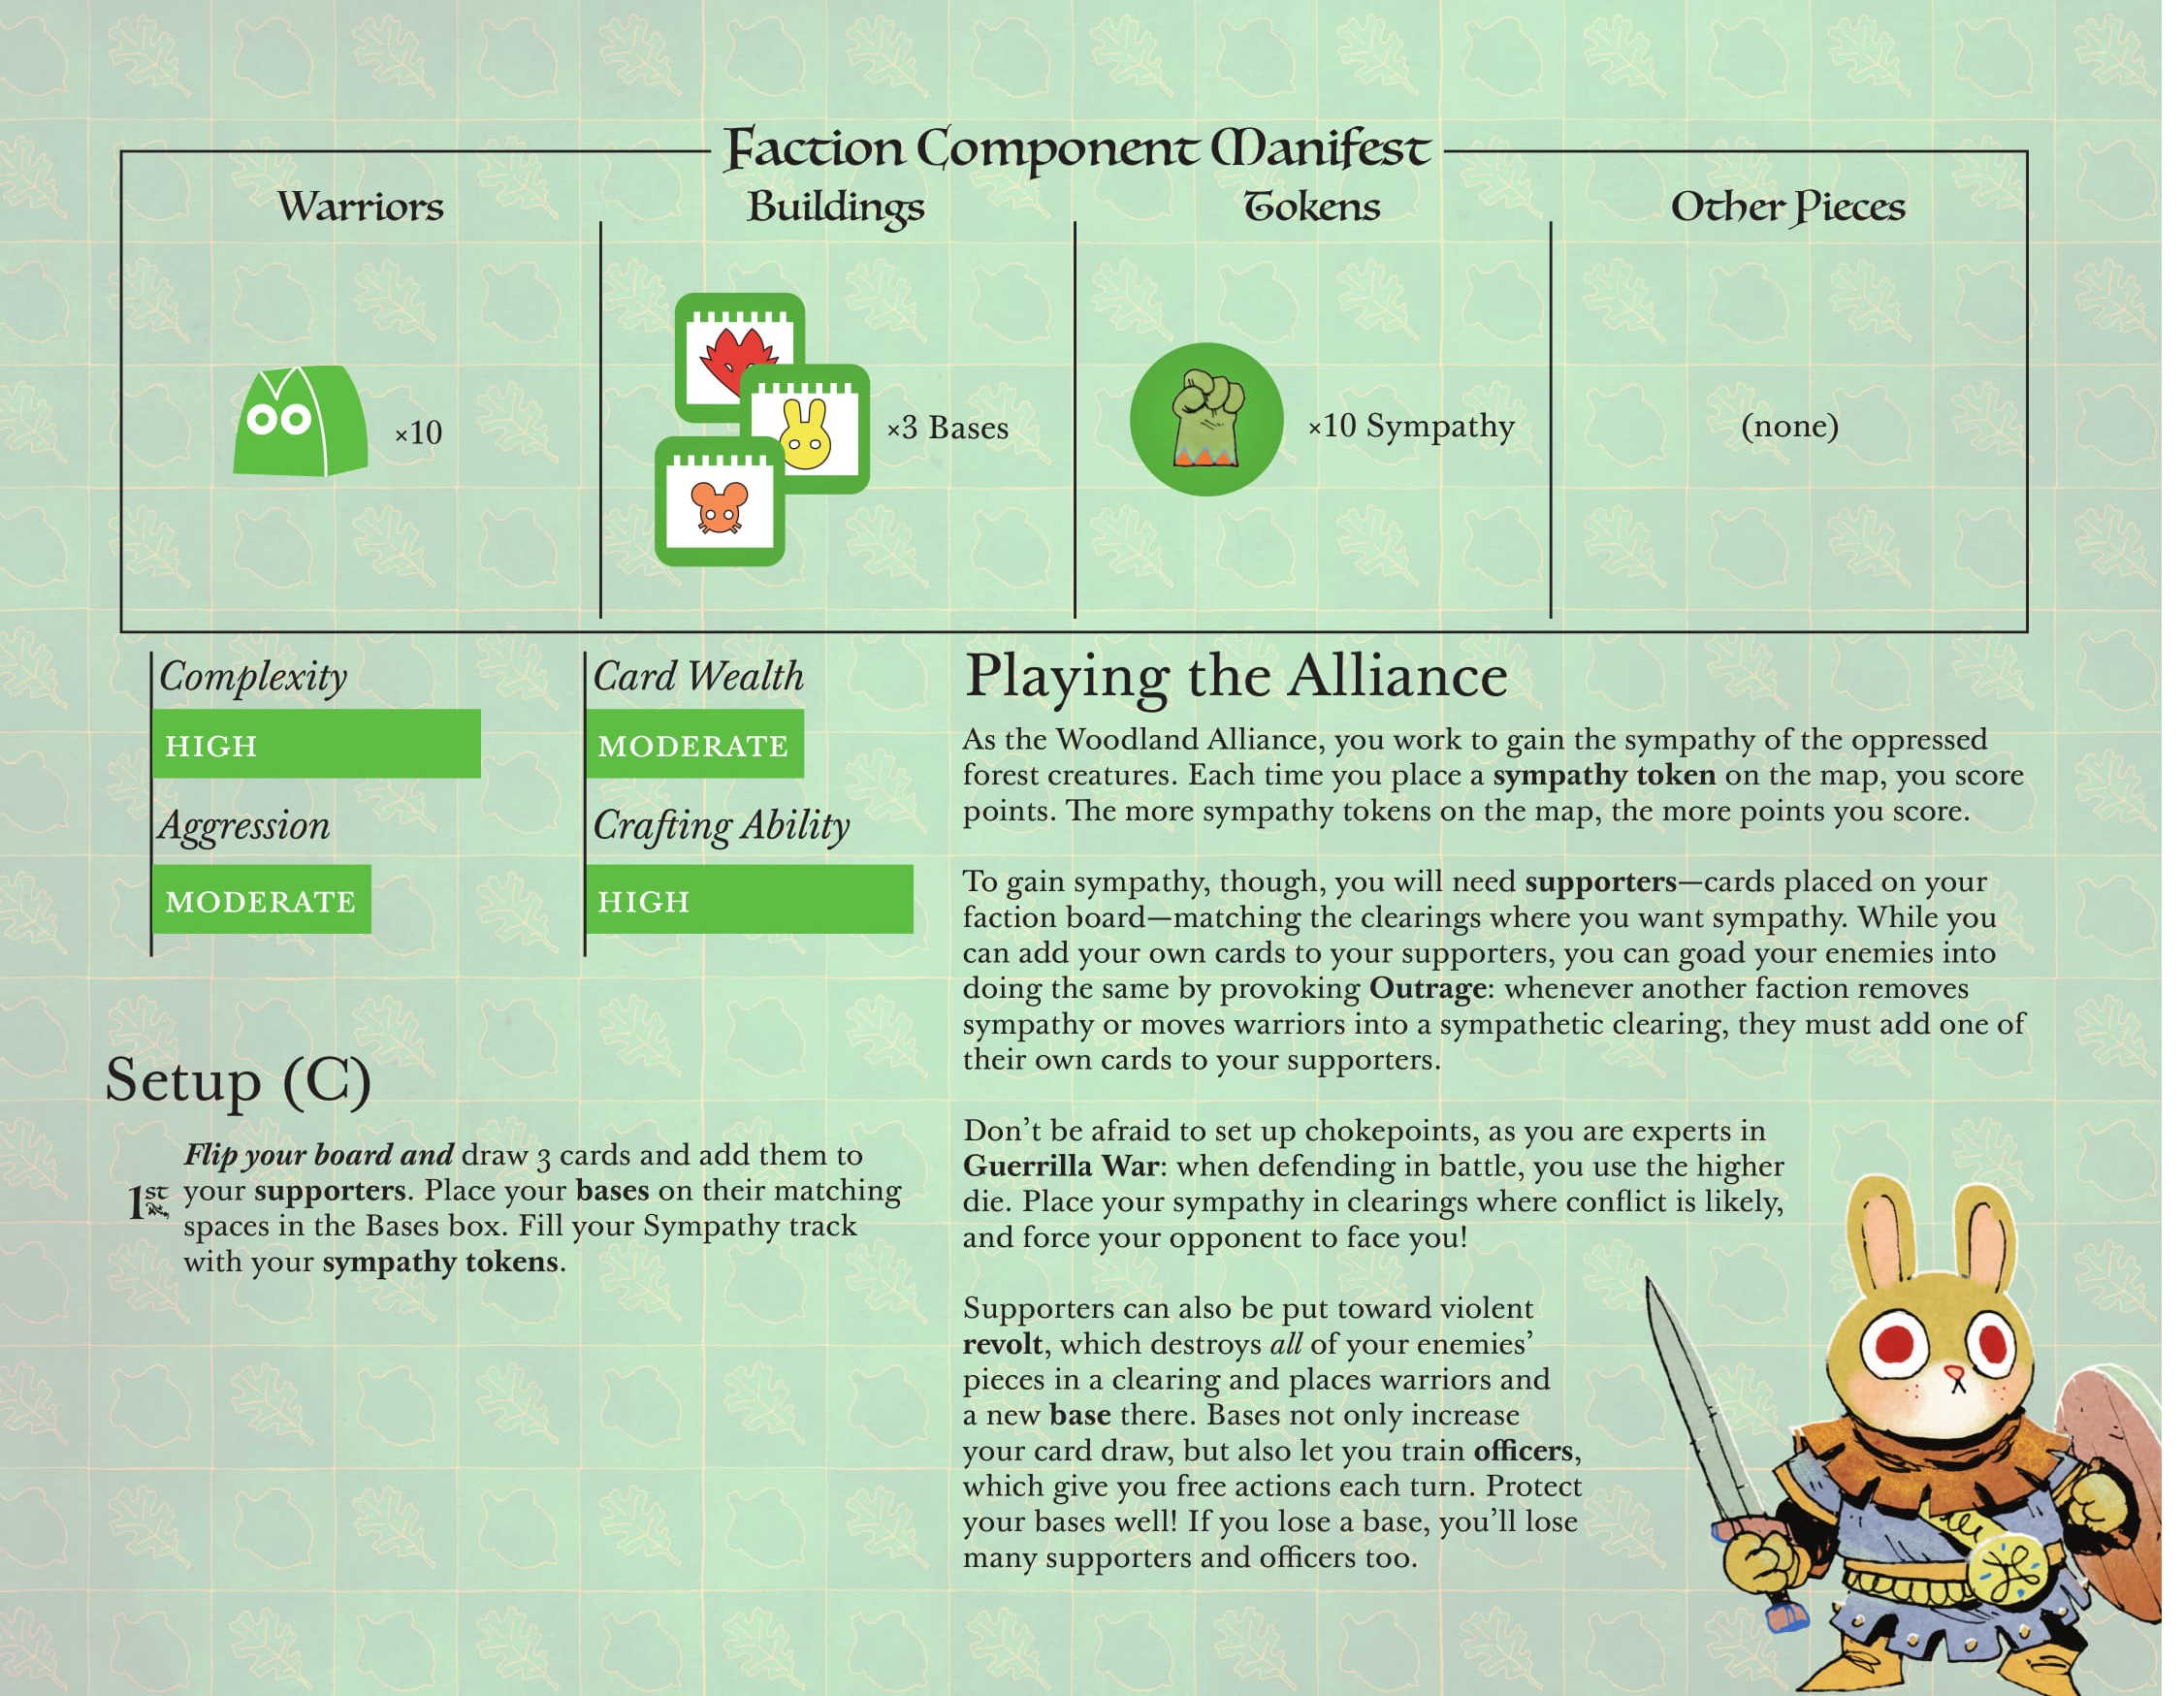 Faction Component Manifest
Warriors
Buildings
Tokens
Other Pieces
×10
×3 Bases
×10 Sympathy
(none)
Complexity
HIGH
Aggression
MODERATE
Card Wealth
MODERATE
Crafting Ability
HIGH
Setup (C)
1st
Flip your board and draw 3 cards and add them to
your supporters. Place your bases on their matching
spaces in the Bases box. Fill your Sympathy track
with your sympathy tokens.
Playing the Alliance
As the Woodland Alliance, you work to gain the sympathy of the oppressed
forest creatures. Each time you place a sympathy token on the map, you score
points. The more sympathy tokens on the map, the more points you score.
To gain sympathy, though, you will need supporters—cards placed on your
faction board—matching the clearings where you want sympathy. While you
can add your own cards to your supporters, you can goad your enemies into
doing the same by provoking Outrage: whenever another faction removes
sympathy or moves warriors into a sympathetic clearing, they must add one of
their own cards to your supporters.
Don’t be afraid to set up chokepoints, as you are experts in
Guerrilla War: when defending in battle, you use the higher
die. Place your sympathy in clearings where conflict is likely,
and force your opponent to face you!
Supporters can also be put toward violent
revolt, which destroys all of your enemies’
pieces in a clearing and places warriors and
a new base there. Bases not only increase
your card draw, but also let you train officers,
which give you free actions each turn. Protect
your bases well! If you lose a base, you’ll lose
many supporters and officers too.